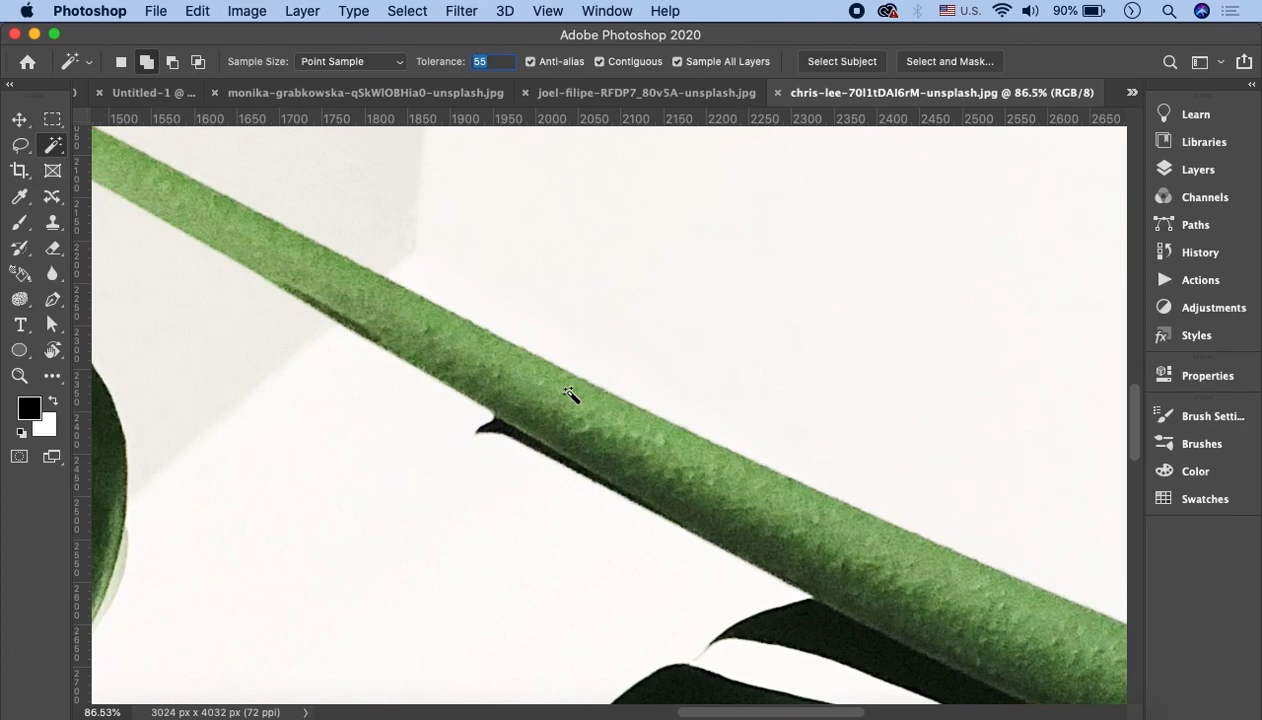 Photoshop File Edit Image Layer Type Select Filter 3D View Window Help U.S. 90%
Adobe Photoshop 2020
Sample Size: Point Sample Tolerance: 55 Anti-alias Contiguous Sample All Layers Select Subject Select and Mask...
Untitled-1 @ ... monika-grabkowska-qSkWlOBHia0-unsplash.jpg joel-filipe-RFDP7_80v5A-unsplash.jpg chris-lee-70l1tDAI6rM-unsplash.jpg @ 86.5% (RGB/8)
1500 1550 1600 1650 1700 1750 1800 1850 1900 1950 2000 2050 2100 2150 2200 2250 2300 2350 2400 2450 2500 2550 2600 2650
Learn
Libraries
Layers
Channels
Paths
History
Actions
Adjustments
Styles
Properties
Brush Setti...
Brushes
Color
Swatches
86.53% 3024 px x 4032 px (72 ppi)